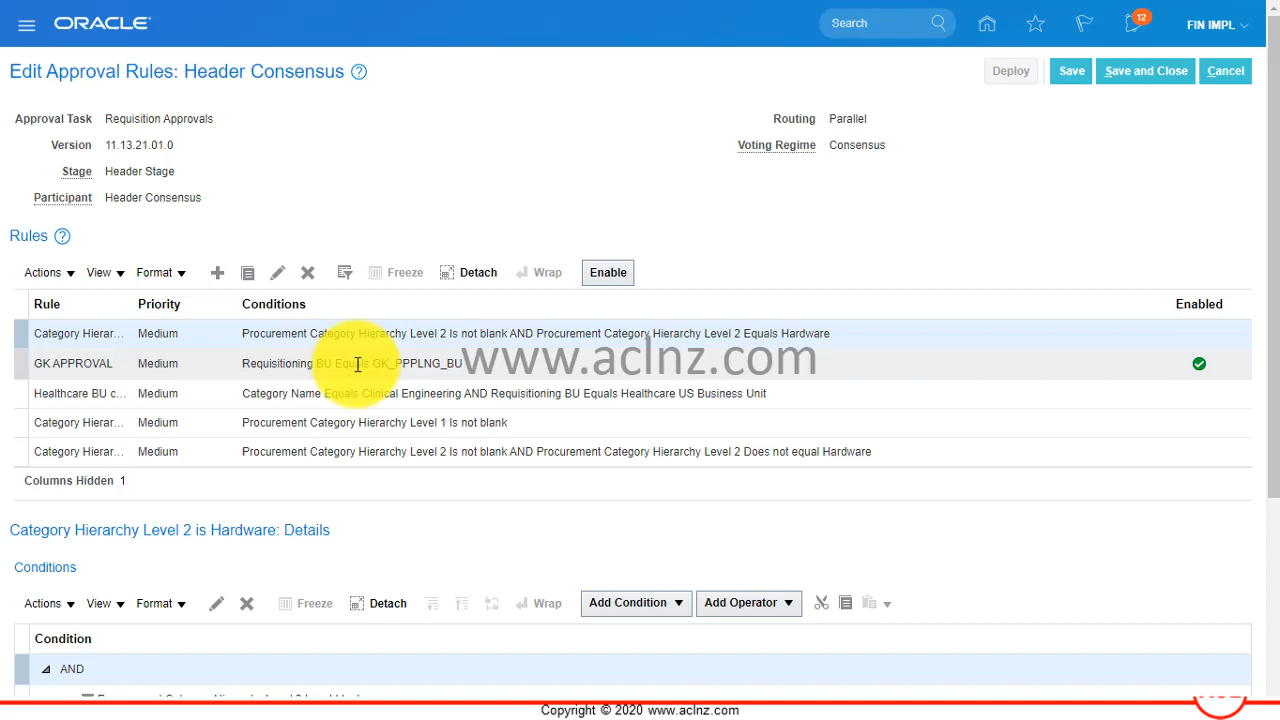 ORACLE
Search
12
FIN IMPL
Edit Approval Rules: Header Consensus
Deploy Save Save and Close Cancel
Approval Task Requisition Approvals
Routing Parallel
Version 11.13.21.01.0
Voting Regime Consensus
Stage Header Stage
Participant Header Consensus
Rules
Actions View Format Freeze Detach Wrap Enable
Rule Priority Conditions Enabled
Category Hierar... Medium Procurement Category Hierarchy Level 2 Is not blank AND Procurement Category Hierarchy Level 2 Equals Hardware
GK APPROVAL Medium Requisitioning BU Equals GK_PPPLNG_BU
www.aclnz.com
Healthcare BU c... Medium Category Name Equals Clinical Engineering AND Requisitioning BU Equals Healthcare US Business Unit
Category Hierar... Medium Procurement Category Hierarchy Level 1 Is not blank
Category Hierar... Medium Procurement Category Hierarchy Level 2 Is not blank AND Procurement Category Hierarchy Level 2 Does not equal Hardware
Columns Hidden 1
Category Hierarchy Level 2 is Hardware: Details
Conditions
Actions View Format Freeze Detach Wrap Add Condition Add Operator
Condition
AND
Copyright © 2020 www.aclnz.com